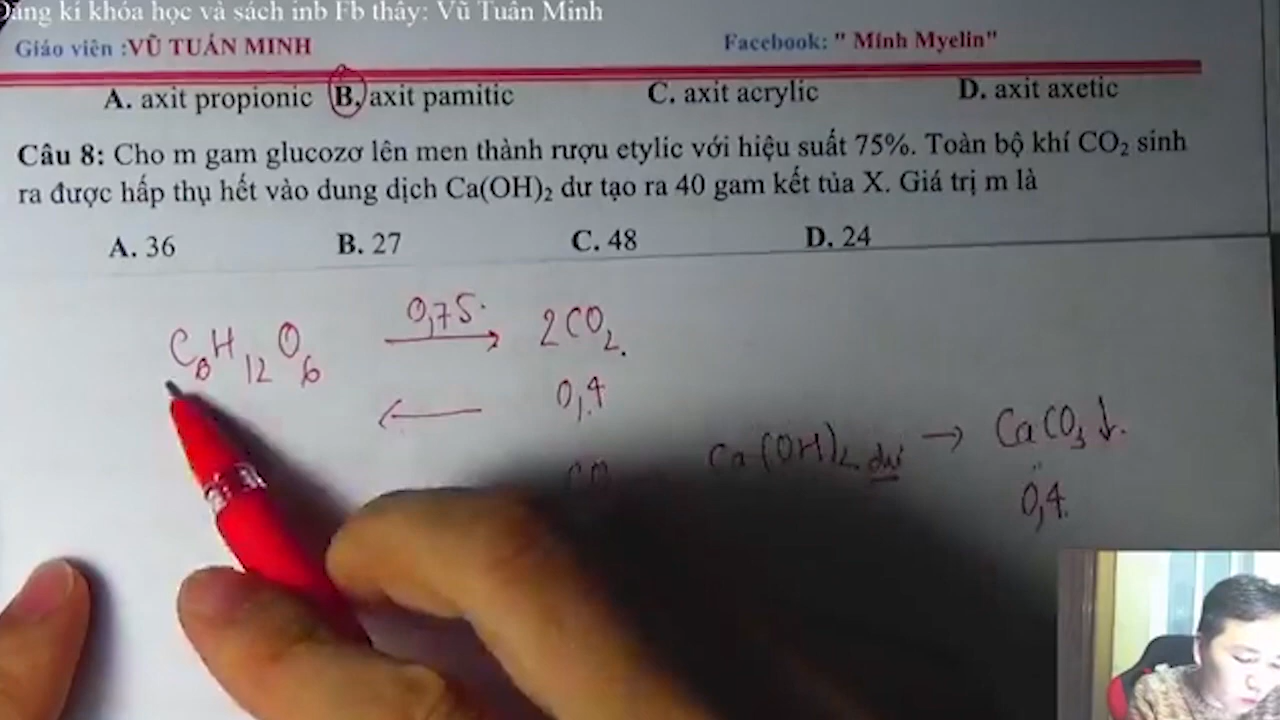 Đăng kí khóa học và sách inb Fb thầy: Vũ Tuấn Minh
Giáo viên :VŨ TUẤN MINH
Facebook: " Minh Myelin"
A. axit propionic B. axit pamitic C. axit acrylic D. axit axetic
Câu 8: Cho m gam glucozơ lên men thành rượu etylic với hiệu suất 75%. Toàn bộ khí CO₂ sinh
ra được hấp thụ hết vào dung dịch Ca(OH)₂ dư tạo ra 40 gam kết tủa X. Giá trị m là
A. 36 B. 27 C. 48 D. 24
C₆H₁₂O₆ 0,75 → 2CO₂
← 0,4
CO Ca(OH)₂ dư → CaCO₃↓
0,4